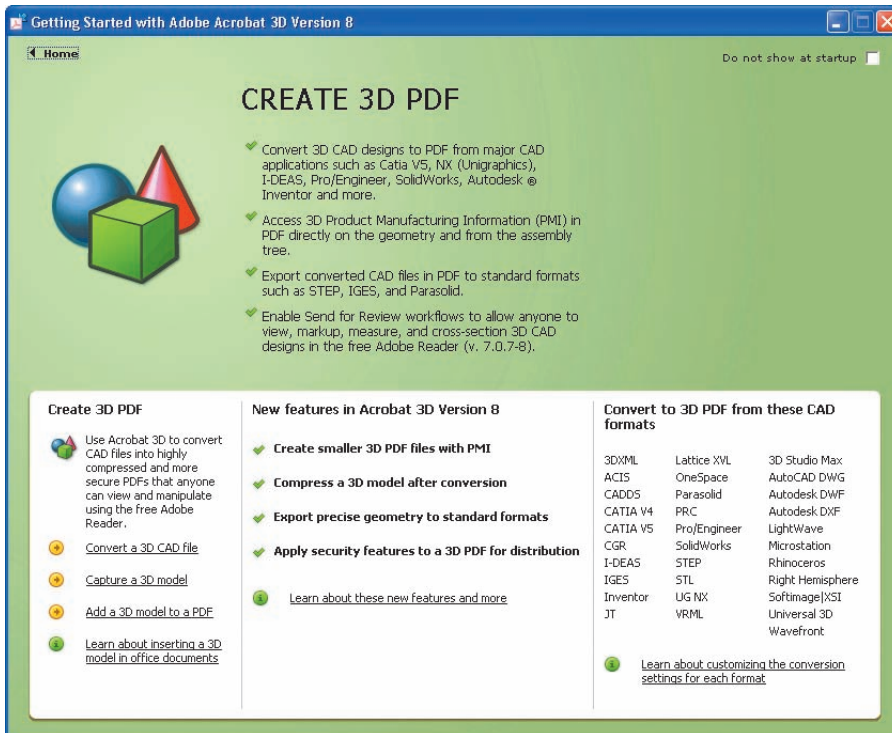 Getting Started with Adobe Acrobat 3D Version 8
Home
Do not show at startup
CREATE 3D PDF
Convert 3D CAD designs to PDF from major CAD
applications such as Catia V5, NX (Unigraphics),
I-DEAS, Pro/Engineer, SolidWorks, Autodesk ®
Inventor and more.
Access 3D Product Manufacturing Information (PMI) in
PDF directly on the geometry and from the assembly
tree.
Export converted CAD files in PDF to standard formats
such as STEP, IGES, and Parasolid.
Enable Send for Review workflows to allow anyone to
view, markup, measure, and cross-section 3D CAD
designs in the free Adobe Reader (v. 7.0.7-8).
Create 3D PDF
Use Acrobat 3D to convert
CAD files into highly
compressed and more
secure PDFs that anyone
can view and manipulate
using the free Adobe
Reader.
Convert a 3D CAD file
Capture a 3D model
Add a 3D model to a PDF
Learn about inserting a 3D
model in office documents
New features in Acrobat 3D Version 8
Create smaller 3D PDF files with PMI
Compress a 3D model after conversion
Export precise geometry to standard formats
Apply security features to a 3D PDF for distribution
Learn about these new features and more
Convert to 3D PDF from these CAD
formats
3DXML
ACIS
CADDS
CATIA V4
CATIA V5
CGR
I-DEAS
IGES
Inventor
JT
Lattice XVL
OneSpace
Parasolid
PRC
Pro/Engineer
SolidWorks
STEP
STL
UG NX
VRML
3D Studio Max
AutoCAD DWG
Autodesk DWF
Autodesk DXF
LightWave
Microstation
Rhinoceros
Right Hemisphere
Softimage|XSI
Universal 3D
Wavefront
Learn about customizing the conversion
settings for each format